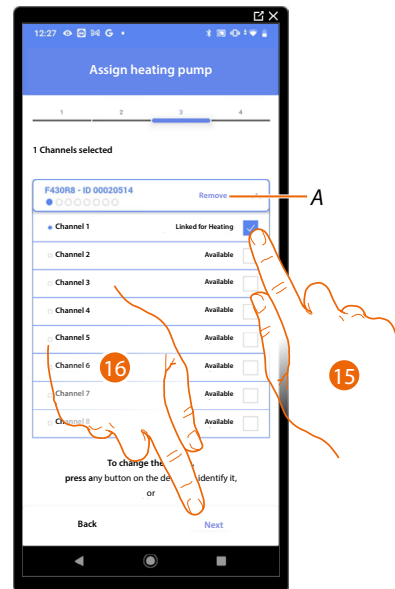 12:27 G
Assign heating pump
1 2 3 4
1 Channels selected
F430R8 - ID 00020514
Remove
A
Channel 1 Linked for Heating
Channel 2 Available
Channel 3 Available
Channel 4 Available
Channel 5 Available
Channel 6 Available
Channel 7 Available
Channel 8 Available
16
15
To change the
press any button on the de identify it,
or
Back Next